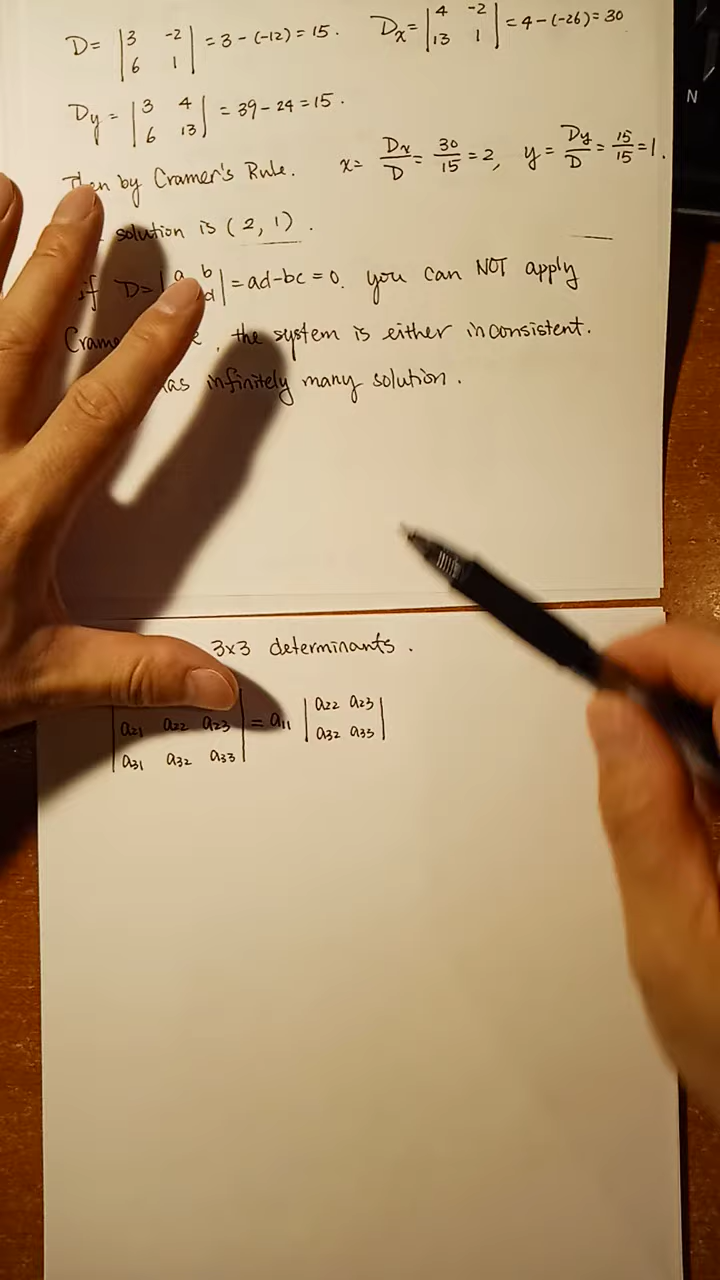 D = | 3 -2 | = 3 - (-12) = 15. Dx = | 4 -2 | = 4 - (-26) = 30
6 1 13 1
Dy = | 3 4 | = 39 - 24 = 15.
6 13
Then by Cramer's Rule. x = Dx/D = 30/15 = 2, y = Dy/D = 15/15 = 1.
solution is (2, 1).
if D = | a b | = ad - bc = 0. you can NOT apply
d
, the system is either inconsistent.
has infinitely many solution.
3x3 determinants.
a21 a22 a23 = a11 | a22 a23 |
a32 a33
a31 a32 a33
N